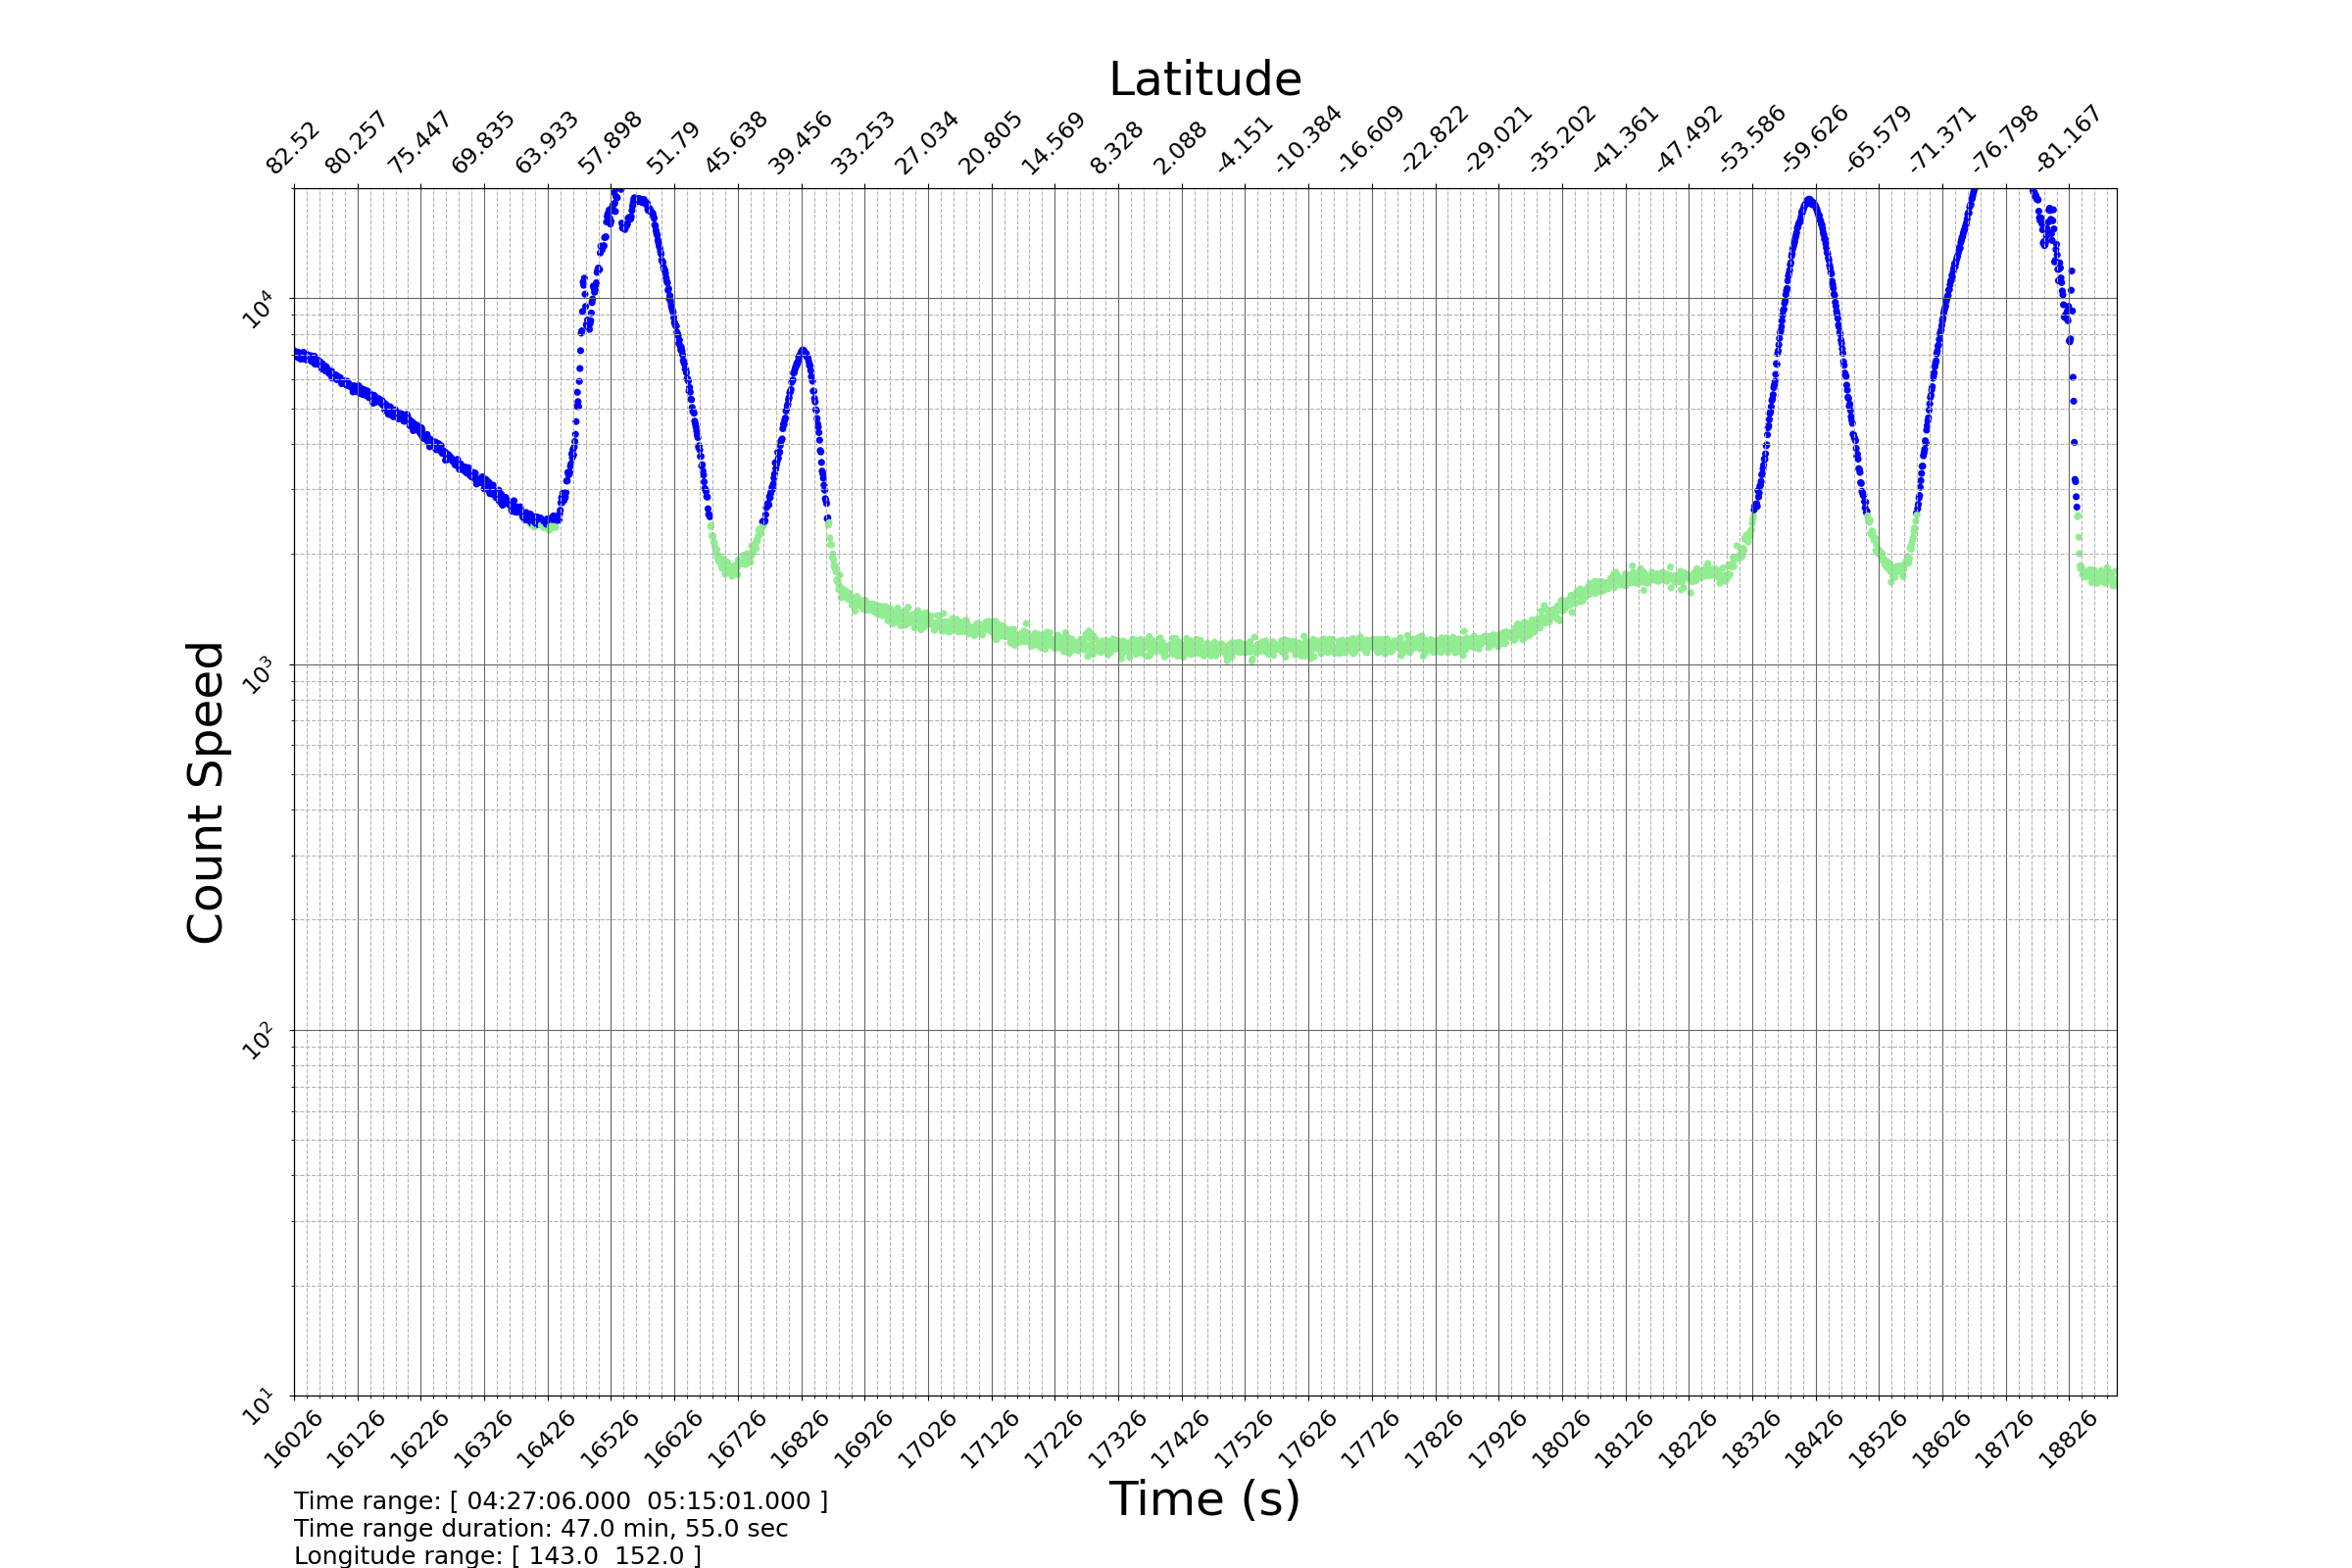 Latitude
82.52 80.257 75.447 69.835 63.933 57.898 51.79 45.638 39.456 33.253 27.034 20.805 14.569 8.328 2.088 -4.151 -10.384 -16.609 -22.822 -29.021 -35.202 -41.361 -47.492 -53.586 -59.626 -65.579 -71.371 -76.798 -81.167
Count Speed
10⁴
10³
10²
10¹
16026 16126 16226 16326 16426 16526 16626 16726 16826 16926 17026 17126 17226 17326 17426 17526 17626 17726 17826 17926 18026 18126 18226 18326 18426 18526 18626 18726 18826
Time (s)
Time range: [ 04:27:06.000  05:15:01.000 ]
Time range duration: 47.0 min, 55.0 sec
Longitude range: [ 143.0  152.0 ]